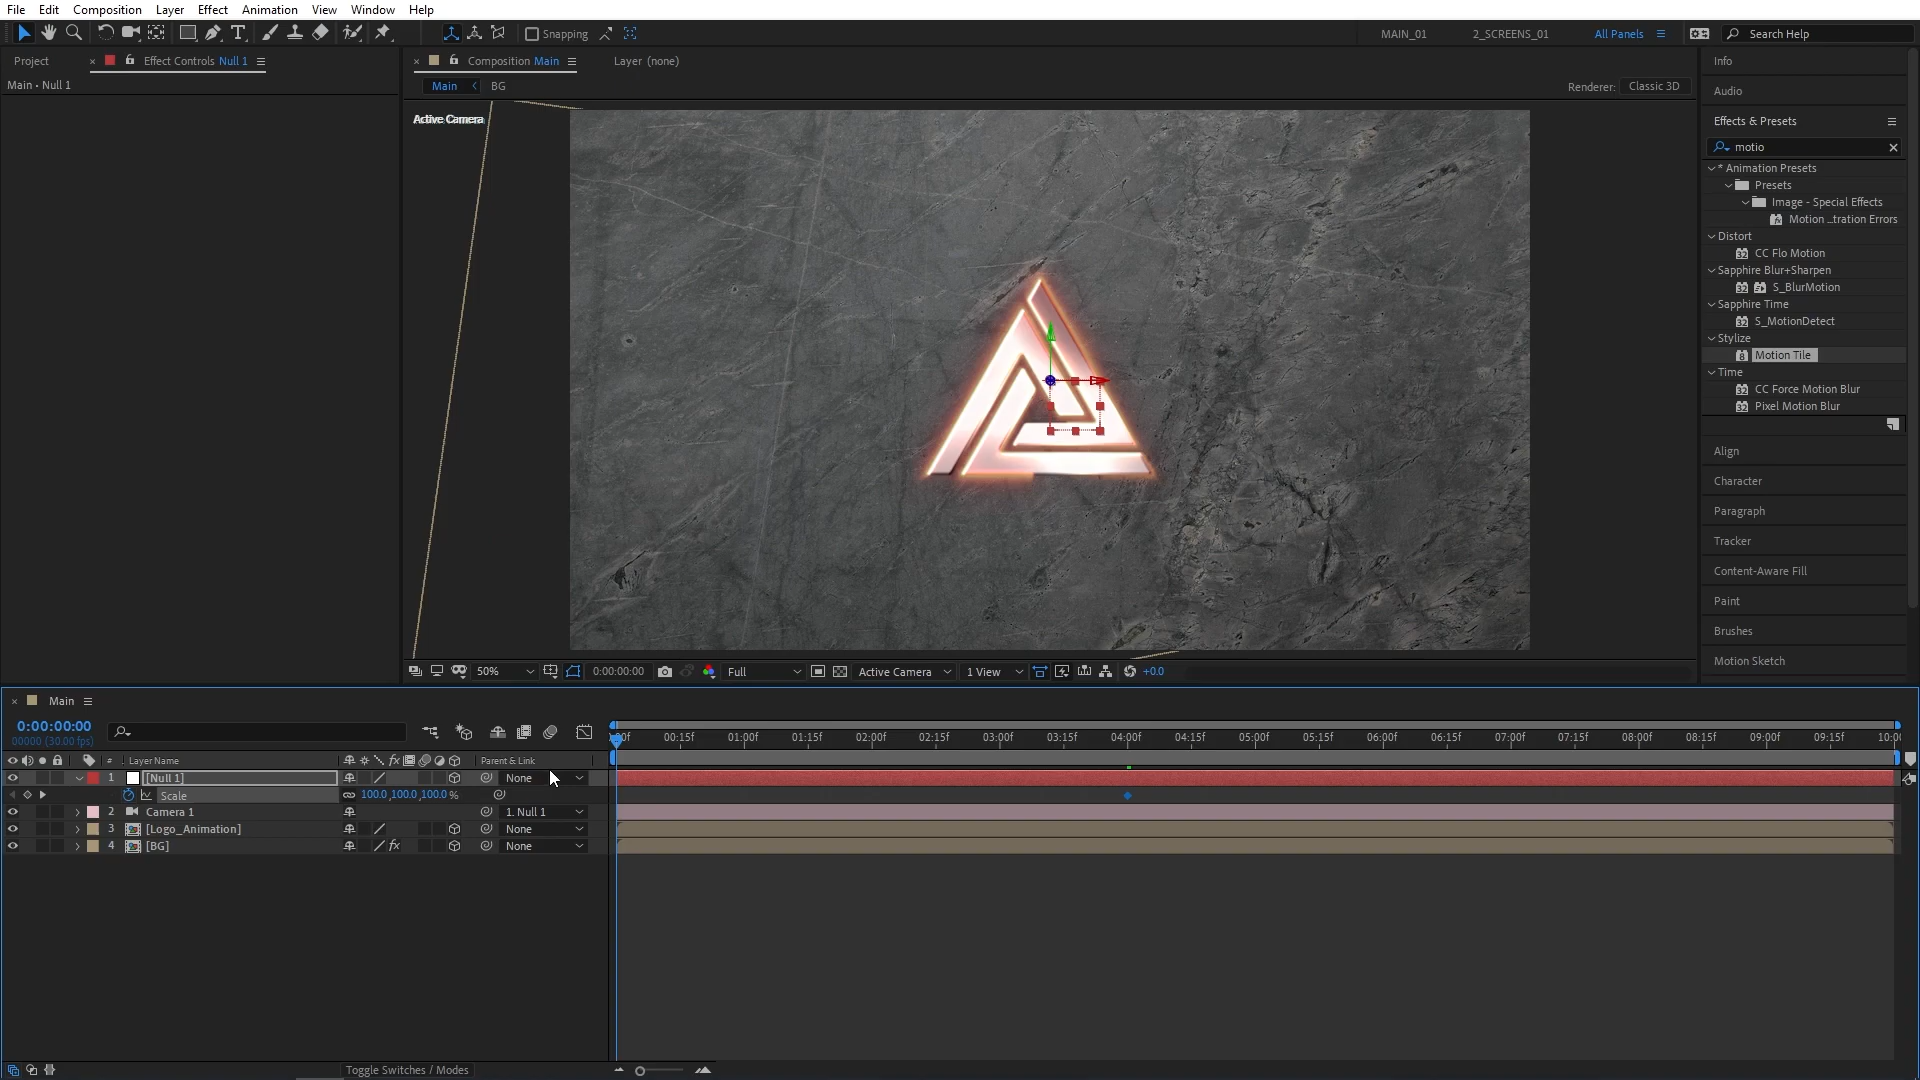 File Edit Composition Layer Effect Animation View Window Help
Snapping
MAIN_01 2_SCREENS_01 All Panels Search Help
Project Effect Controls Null 1
Composition Main Layer (none)
Main • Null 1
Main BG
Renderer: Classic 3D
Active Camera
Info
Audio
Effects & Presets
motio
* Animation Presets
Presets
Image - Special Effects
Motion ...tration Errors
Distort
CC Flo Motion
Sapphire Blur+Sharpen
S_BlurMotion
Sapphire Time
S_MotionDetect
Stylize
Motion Tile
Time
CC Force Motion Blur
Pixel Motion Blur
Align
Character
Paragraph
Tracker
Content-Aware Fill
Paint
Brushes
Motion Sketch
50% 0:00:00:00 Full Active Camera 1 View +0.0
Main
0:00:00:00
00000 (30.00 fps)
00:15f 01:00f 01:15f 02:00f 02:15f 03:00f 03:15f 04:00f 04:15f 05:00f 05:15f 06:00f 06:15f 07:00f 07:15f 08:00f 08:15f 09:00f 09:15f 10:00
# Layer Name fx Parent & Link
1 [Null 1] None
Scale 100.0,100.0,100.0 %
2 Camera 1 1. Null 1
3 [Logo_Animation] None
4 [BG] fx None
Toggle Switches / Modes